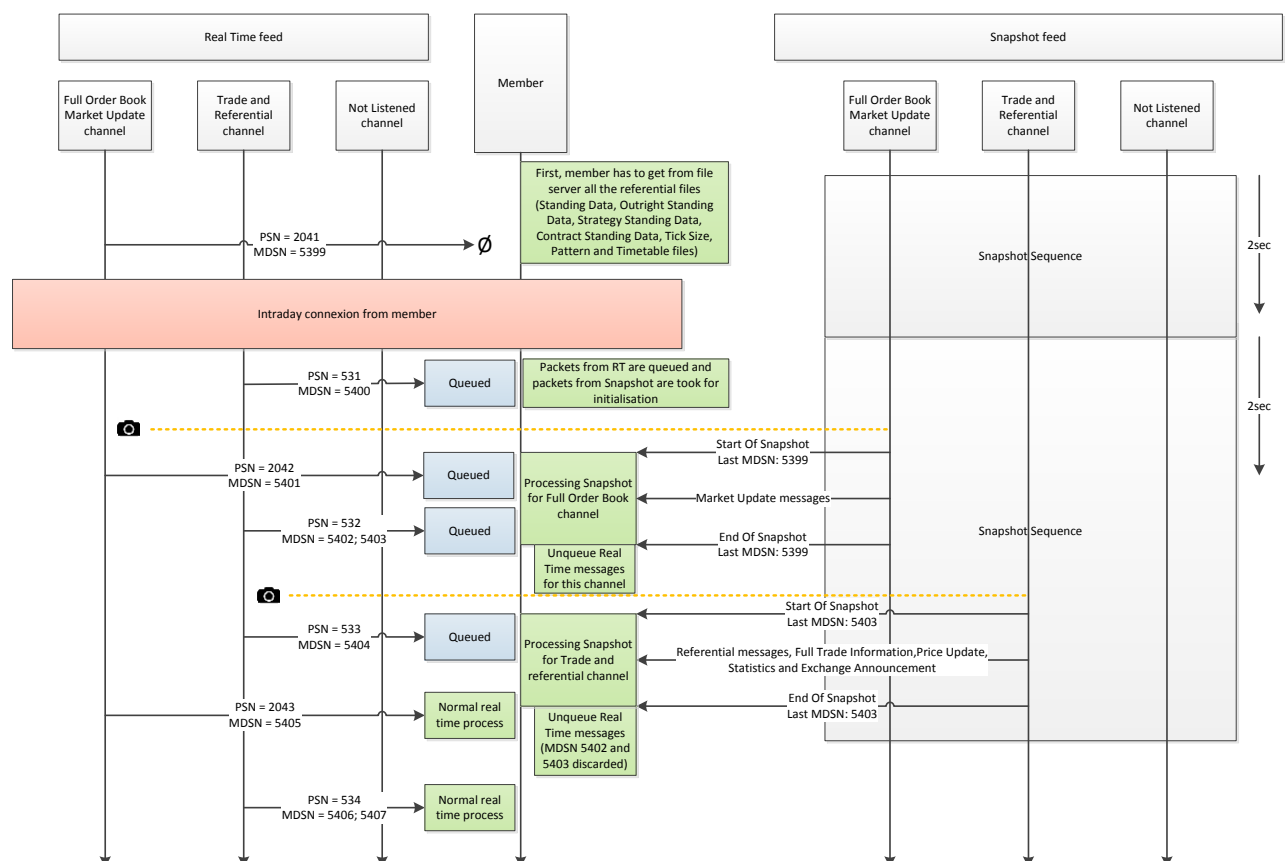 Real Time feed
Member
Snapshot feed
Full Order Book
Market Update
channel
Trade and
Referential
channel
Not Listened
channel
Full Order Book
Market Update
channel
Trade and
Referential
channel
Not Listened
channel
First, member has to get from file
server all the referential files
(Standing Data, Outright Standing
Data, Strategy Standing Data,
Contract Standing Data, Tick Size,
Pattern and Timetable files)
PSN = 2041
MDSN = 5399
Ø
Snapshot Sequence
2sec
Intraday connexion from member
PSN = 531
MDSN = 5400
Queued
Packets from RT are queued and
packets from Snapshot are took for
initialisation
2sec
Start Of Snapshot
Last MDSN: 5399
PSN = 2042
MDSN = 5401
Queued
Processing Snapshot
for Full Order Book
channel
Market Update messages
PSN = 532
MDSN = 5402; 5403
Queued
End Of Snapshot
Last MDSN: 5399
Snapshot Sequence
Unqueue Real
Time messages
for this channel
Start Of Snapshot
Last MDSN: 5403
PSN = 533
MDSN = 5404
Queued
Processing Snapshot
for Trade and
referential channel
Referential messages, Full Trade Information,Price Update,
Statistics and Exchange Announcement
PSN = 2043
MDSN = 5405
Normal real
time process
End Of Snapshot
Last MDSN: 5403
Unqueue Real
Time messages
(MDSN 5402 and
5403 discarded)
PSN = 534
MDSN = 5406; 5407
Normal real
time process